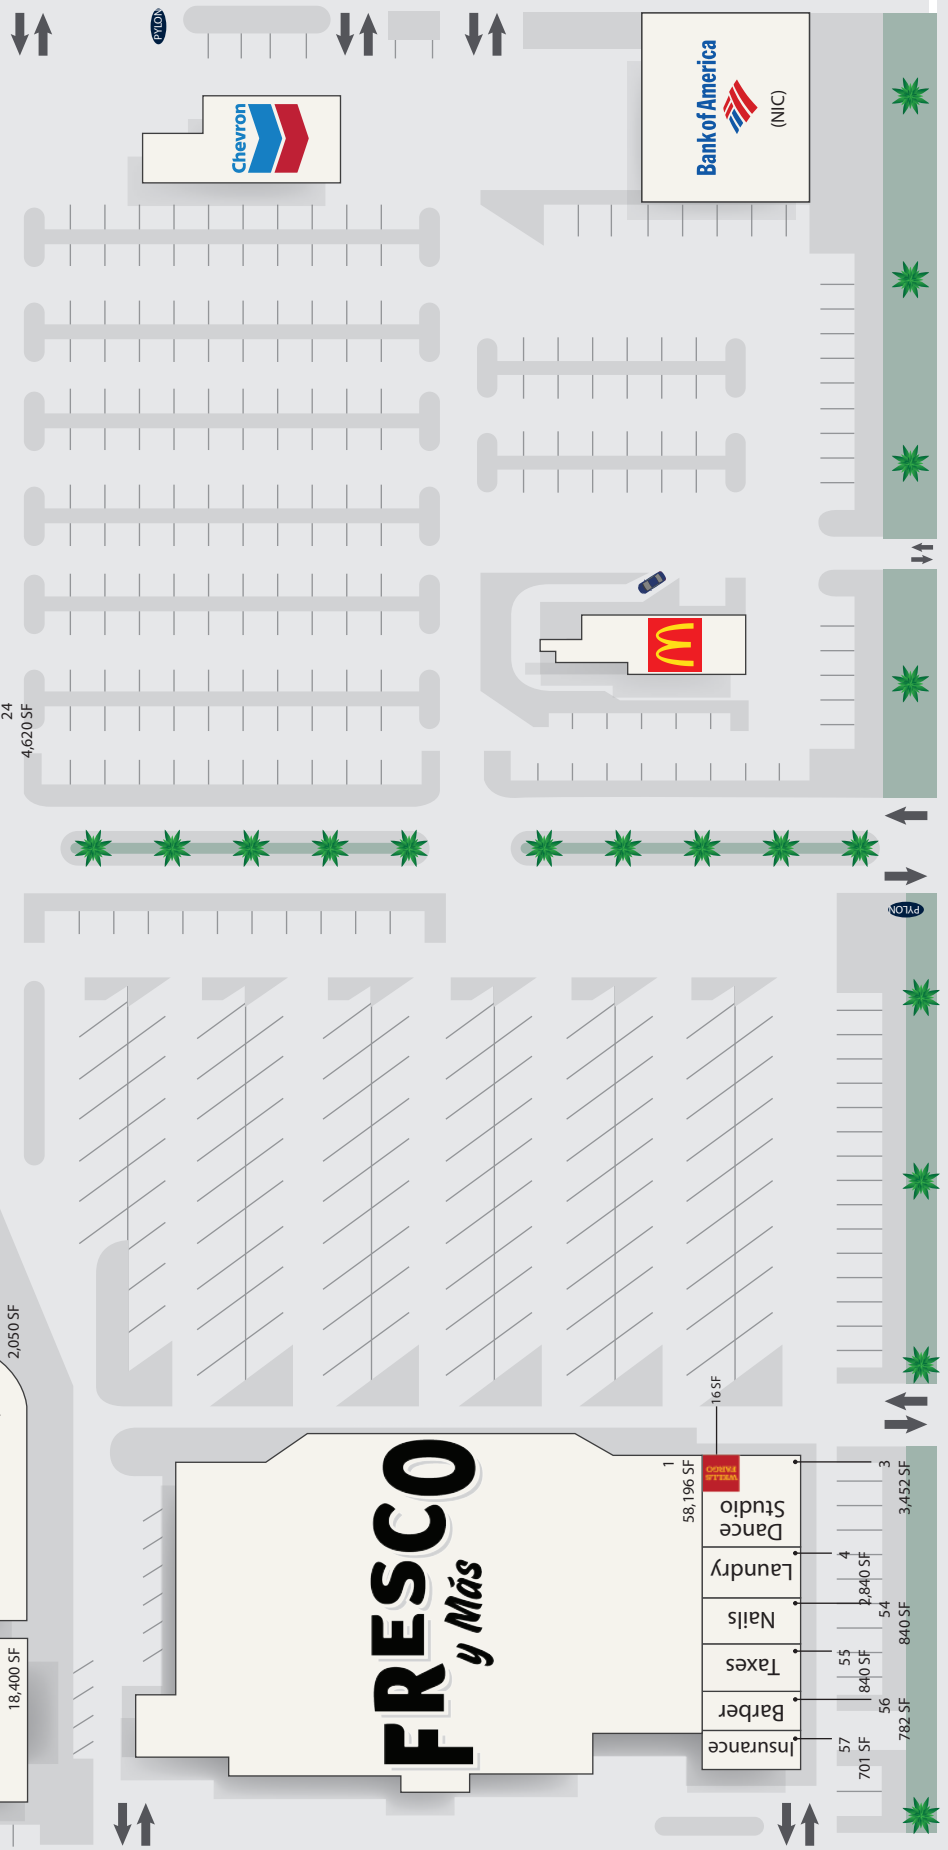 PYLON
Chevron
Bank of America
(NIC)
24
4,620 SF
PYLON
2,050 SF
16 SF
1
58,196 SF
WELLS
FARGO
Dance
Studio
3
3,452 SF
Laundry
4
2,840 SF
Nails
54
840 SF
Taxes
55
840 SF
Barber
56
782 SF
Insurance
57
701 SF
FRESCO
y Más
18,400 SF